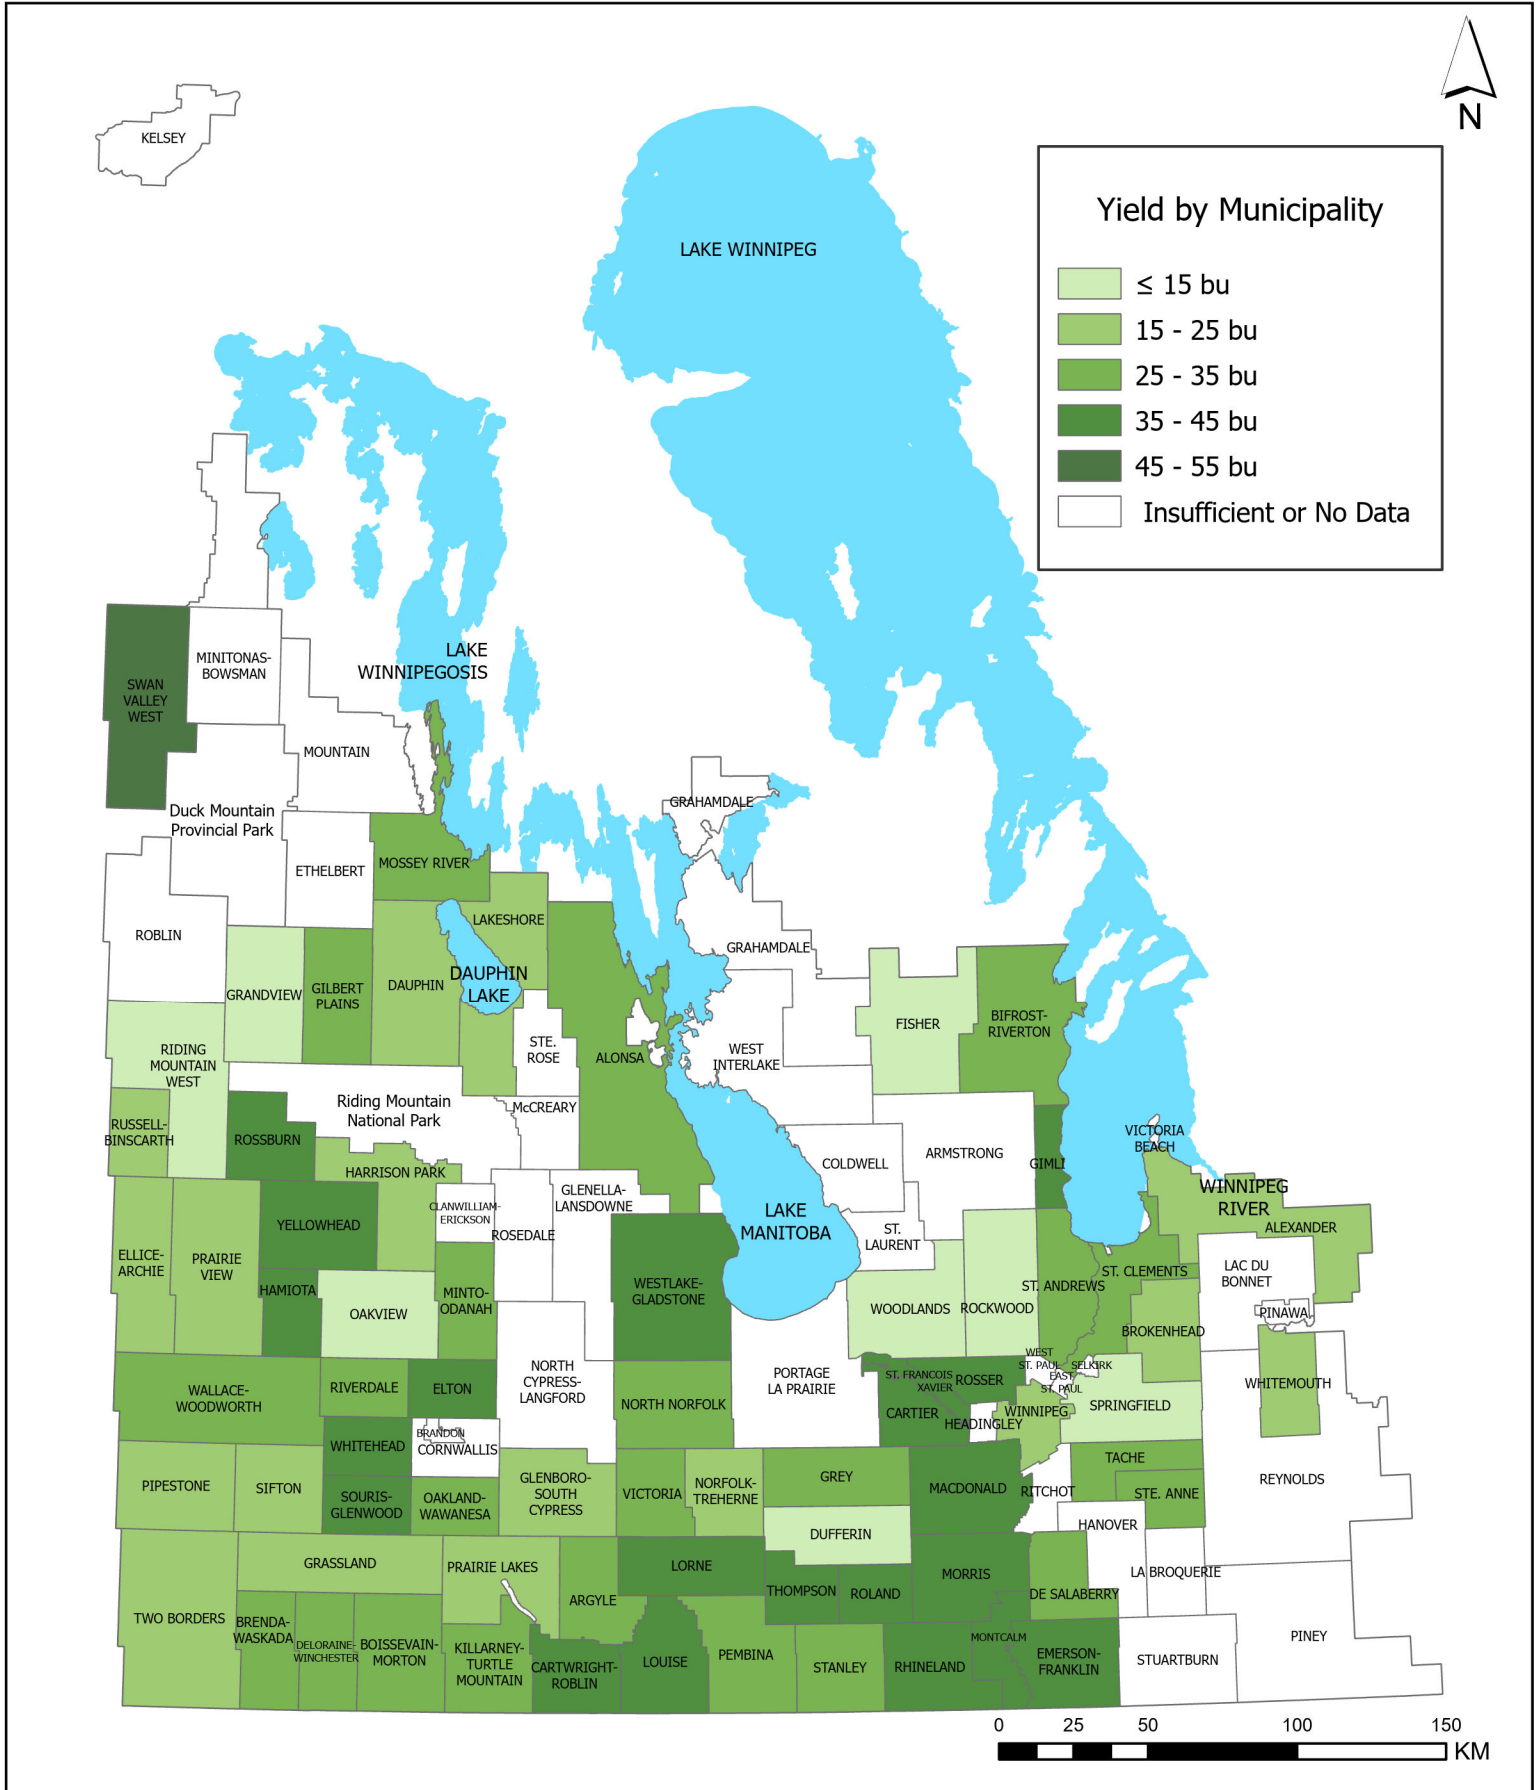 N
KELSEY
Yield by Municipality
≤ 15 bu
15 - 25 bu
25 - 35 bu
35 - 45 bu
45 - 55 bu
Insufficient or No Data
LAKE WINNIPEG
LAKE
WINNIPEGOSIS
MINITONAS-
BOWSMAN
SWAN
VALLEY
WEST
MOUNTAIN
Duck Mountain
Provincial Park
GRAHAMDALE
ETHELBERT
MOSSEY RIVER
ROBLIN
LAKESHORE
GRAHAMDALE
DAUPHIN
LAKE
GRANDVIEW
GILBERT
PLAINS
DAUPHIN
FISHER
BIFROST-
RIVERTON
STE.
ROSE
ALONSA
WEST
INTERLAKE
RIDING
MOUNTAIN
WEST
Riding Mountain
National Park
McCREARY
RUSSELL-
BINSCARTH
ROSSBURN
VICTORIA
BEACH
HARRISON PARK
COLDWELL
ARMSTRONG
GIMLI
CLANWILLIAM-
ERICKSON
GLENELLA-
LANSDOWNE
WINNIPEG
RIVER
ALEXANDER
YELLOWHEAD
ROSEDALE
LAKE
MANITOBA
ST.
LAURENT
ELLICE-
ARCHIE
PRAIRIE
VIEW
HAMIOTA
OAKVIEW
MINTO-
ODANAH
WESTLAKE-
GLADSTONE
WOODLANDS
ROCKWOOD
ST. ANDREWS
ST. CLEMENTS
LAC DU
BONNET
PINAWA
BROKENHEAD
WALLACE-
WOODWORTH
RIVERDALE
ELTON
NORTH
CYPRESS-
LANGFORD
PORTAGE
LA PRAIRIE
ST. FRANCOIS
XAVIER
ROSSER
WEST
ST. PAUL
SELKIRK
EAST
ST. PAUL
WHITEMOUTH
NORTH NORFOLK
CARTIER
HEADINGLEY
WINNIPEG
SPRINGFIELD
WHITEHEAD
BRANDON
CORNWALLIS
PIPESTONE
SIFTON
SOURIS-
GLENWOOD
OAKLAND-
WAWANESA
GLENBORO-
SOUTH
CYPRESS
VICTORIA
NORFOLK-
TREHERNE
GREY
MACDONALD
RITCHOT
TACHE
STE. ANNE
REYNOLDS
DUFFERIN
HANOVER
GRASSLAND
PRAIRIE LAKES
LORNE
THOMPSON
ROLAND
MORRIS
LA BROQUERIE
DE SALABERRY
ARGYLE
TWO BORDERS
BRENDA-
WASKADA
DELORAINE-
WINCHESTER
BOISSEVAIN-
MORTON
KILLARNEY-
TURTLE
MOUNTAIN
CARTWRIGHT-
ROBLIN
LOUISE
PEMBINA
STANLEY
RHINELAND
MONTCALM
EMERSON-
FRANKLIN
STUARTBURN
PINEY
0 25 50 100 150
KM